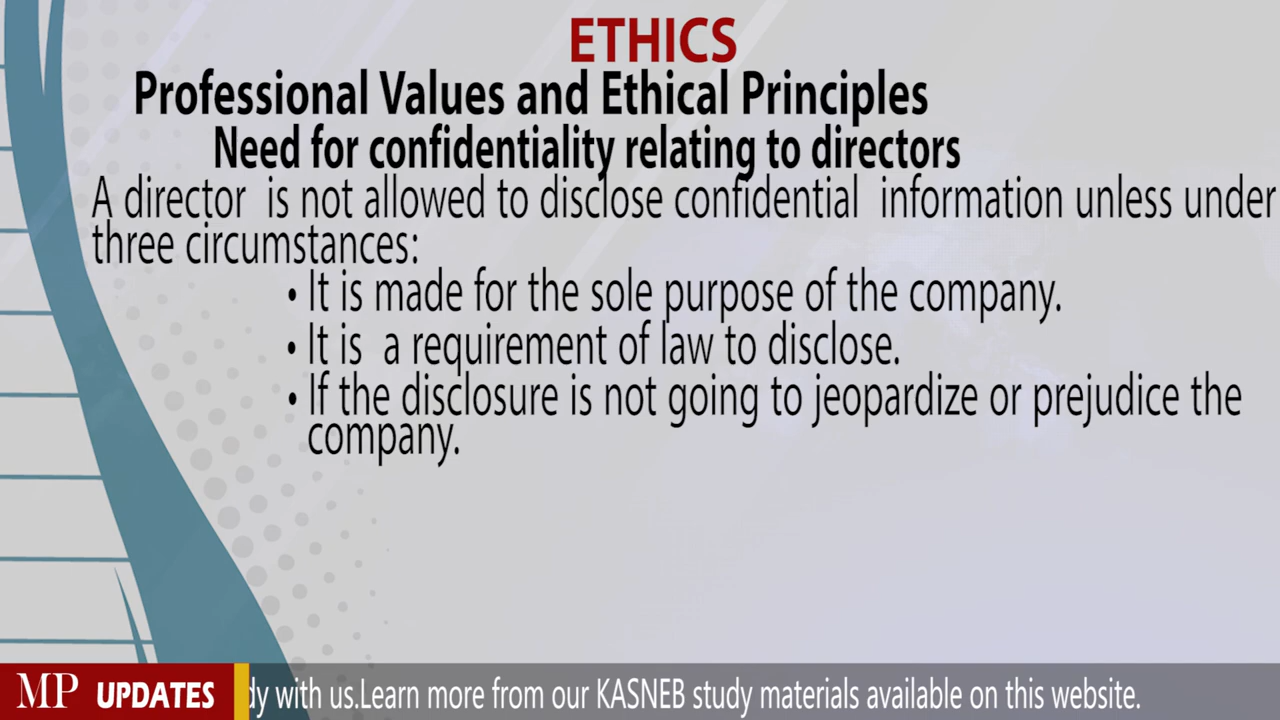 ETHICS
Professional Values and Ethical Principles
Need for confidentiality relating to directors
A director is not allowed to disclose confidential information unless under
three circumstances:
• It is made for the sole purpose of the company.
• It is a requirement of law to disclose.
• If the disclosure is not going to jeopardize or prejudice the
company.
MP UPDATES dy with us.Learn more from our KASNEB study materials available on this website.